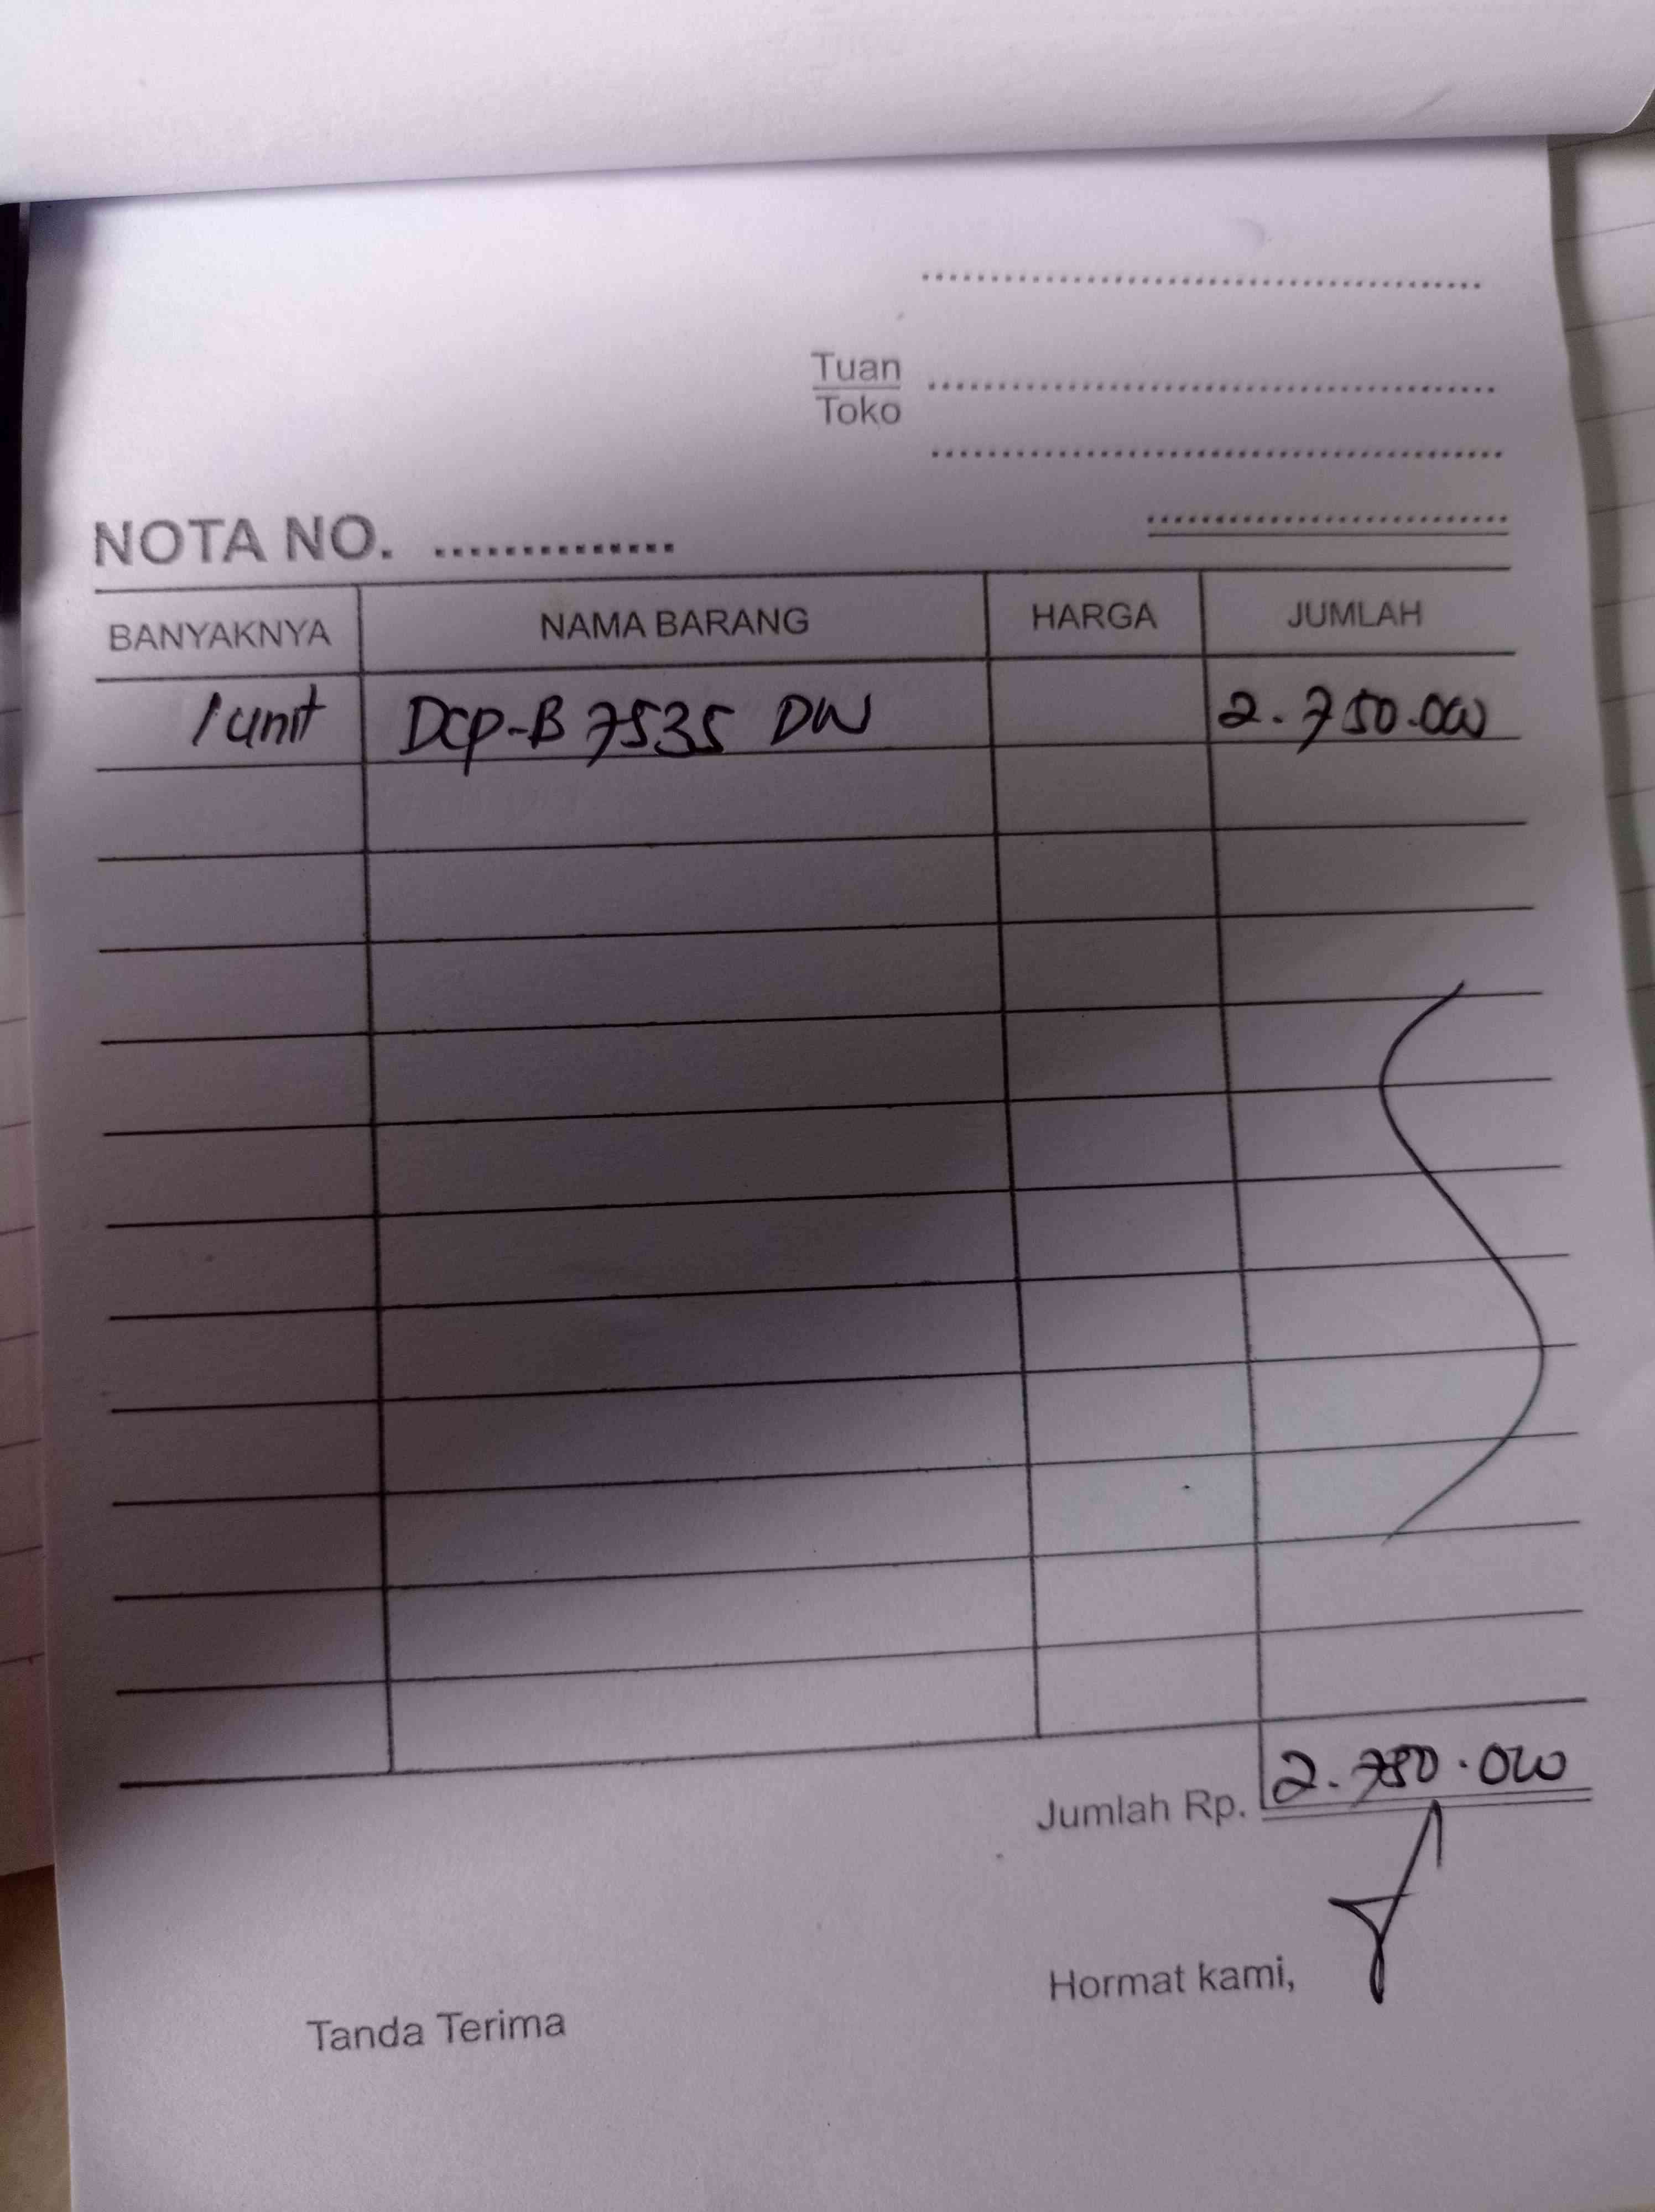 Tuan
Toko
NOTA NO. ..............
BANYAKNYA NAMA BARANG HARGA JUMLAH
1 unit DCP-B 7535 DW 2.750.000
Jumlah Rp. 2.750.000
Hormat kami,
Tanda Terima